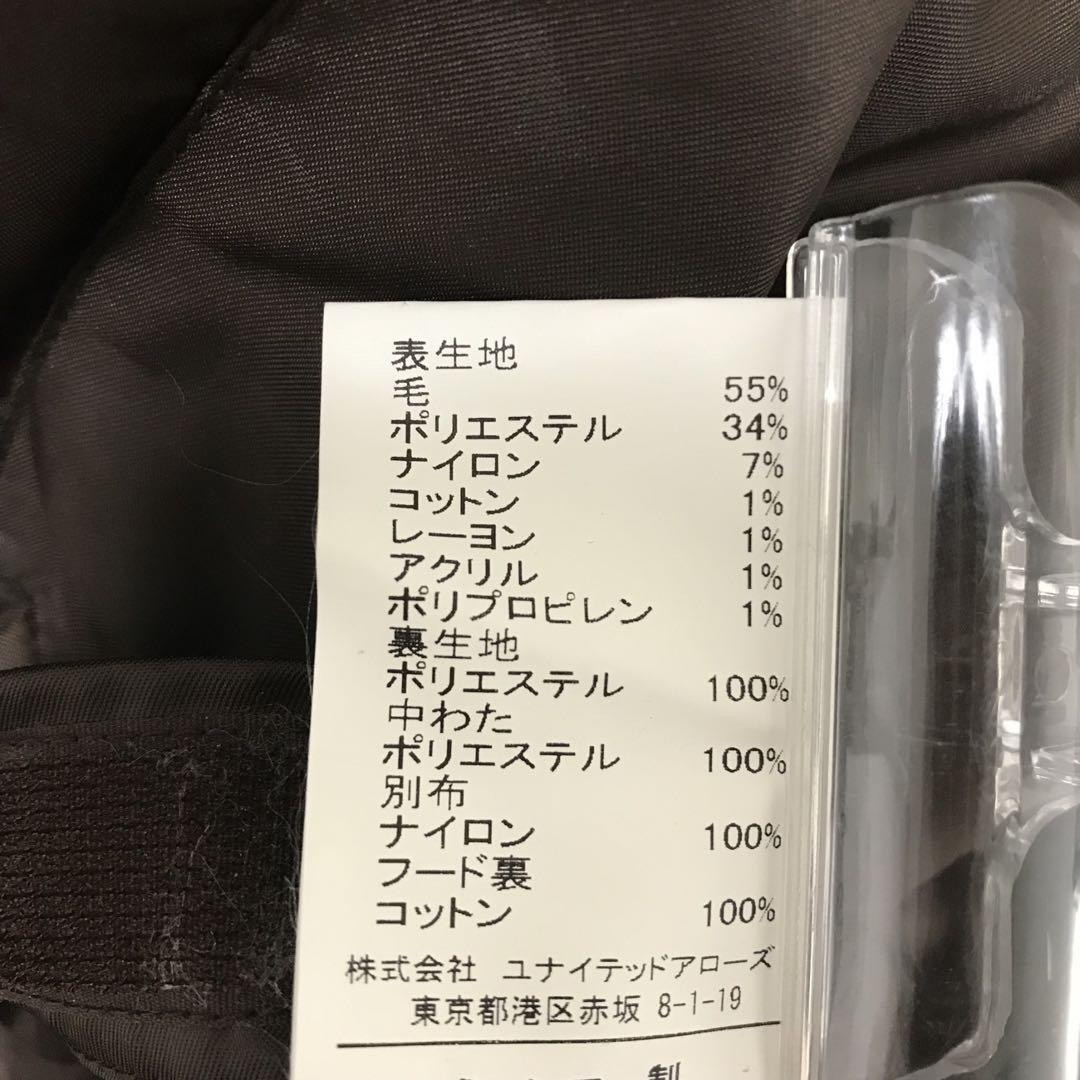 表生地
毛 55%
ポリエステル 34%
ナイロン 7%
コットン 1%
レーヨン 1%
アクリル 1%
ポリプロピレン 1%
裏生地
ポリエステル 100%
中わた
ポリエステル 100%
別布
ナイロン 100%
フード裏
コットン 100%
株式会社 ユナイテッドアローズ
東京都港区赤坂 8-1-19
製